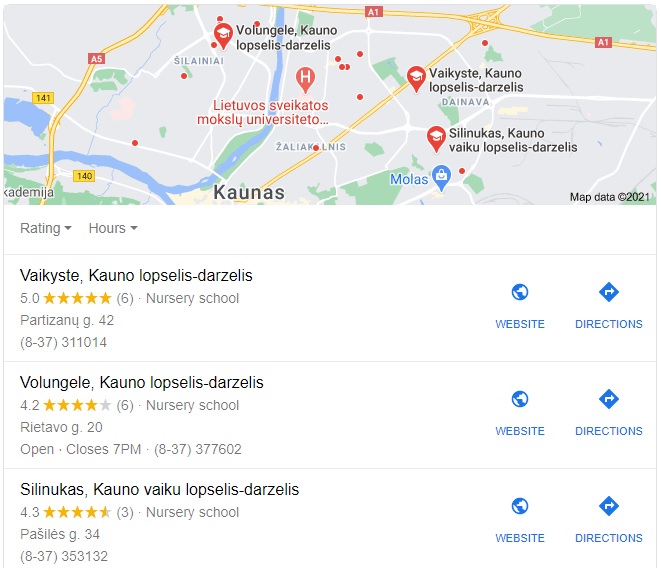 A1
Volungele, Kauno
lopselis-darzelis
A1
A5
ŠILAINIAI
Vaikyste, Kauno
lopselis-darzelis
141
Lietuvos sveikatos
mokslų universiteto...
DAINAVA
Silinukas, Kauno
vaiku lopselis-darzelis
ŽALIAKALNIS
140
Molas
kademija
Kaunas
Map data ©2021
Rating Hours
Vaikyste, Kauno lopselis-darzelis
5.0 (6) · Nursery school
Partizanų g. 42
(8-37) 311014
WEBSITE DIRECTIONS
Volungele, Kauno lopselis-darzelis
4.2 (6) · Nursery school
Rietavo g. 20
Open · Closes 7PM · (8-37) 377602
WEBSITE DIRECTIONS
Silinukas, Kauno vaiku lopselis-darzelis
4.3 (3) · Nursery school
Pašilės g. 34
(8-37) 353132
WEBSITE DIRECTIONS